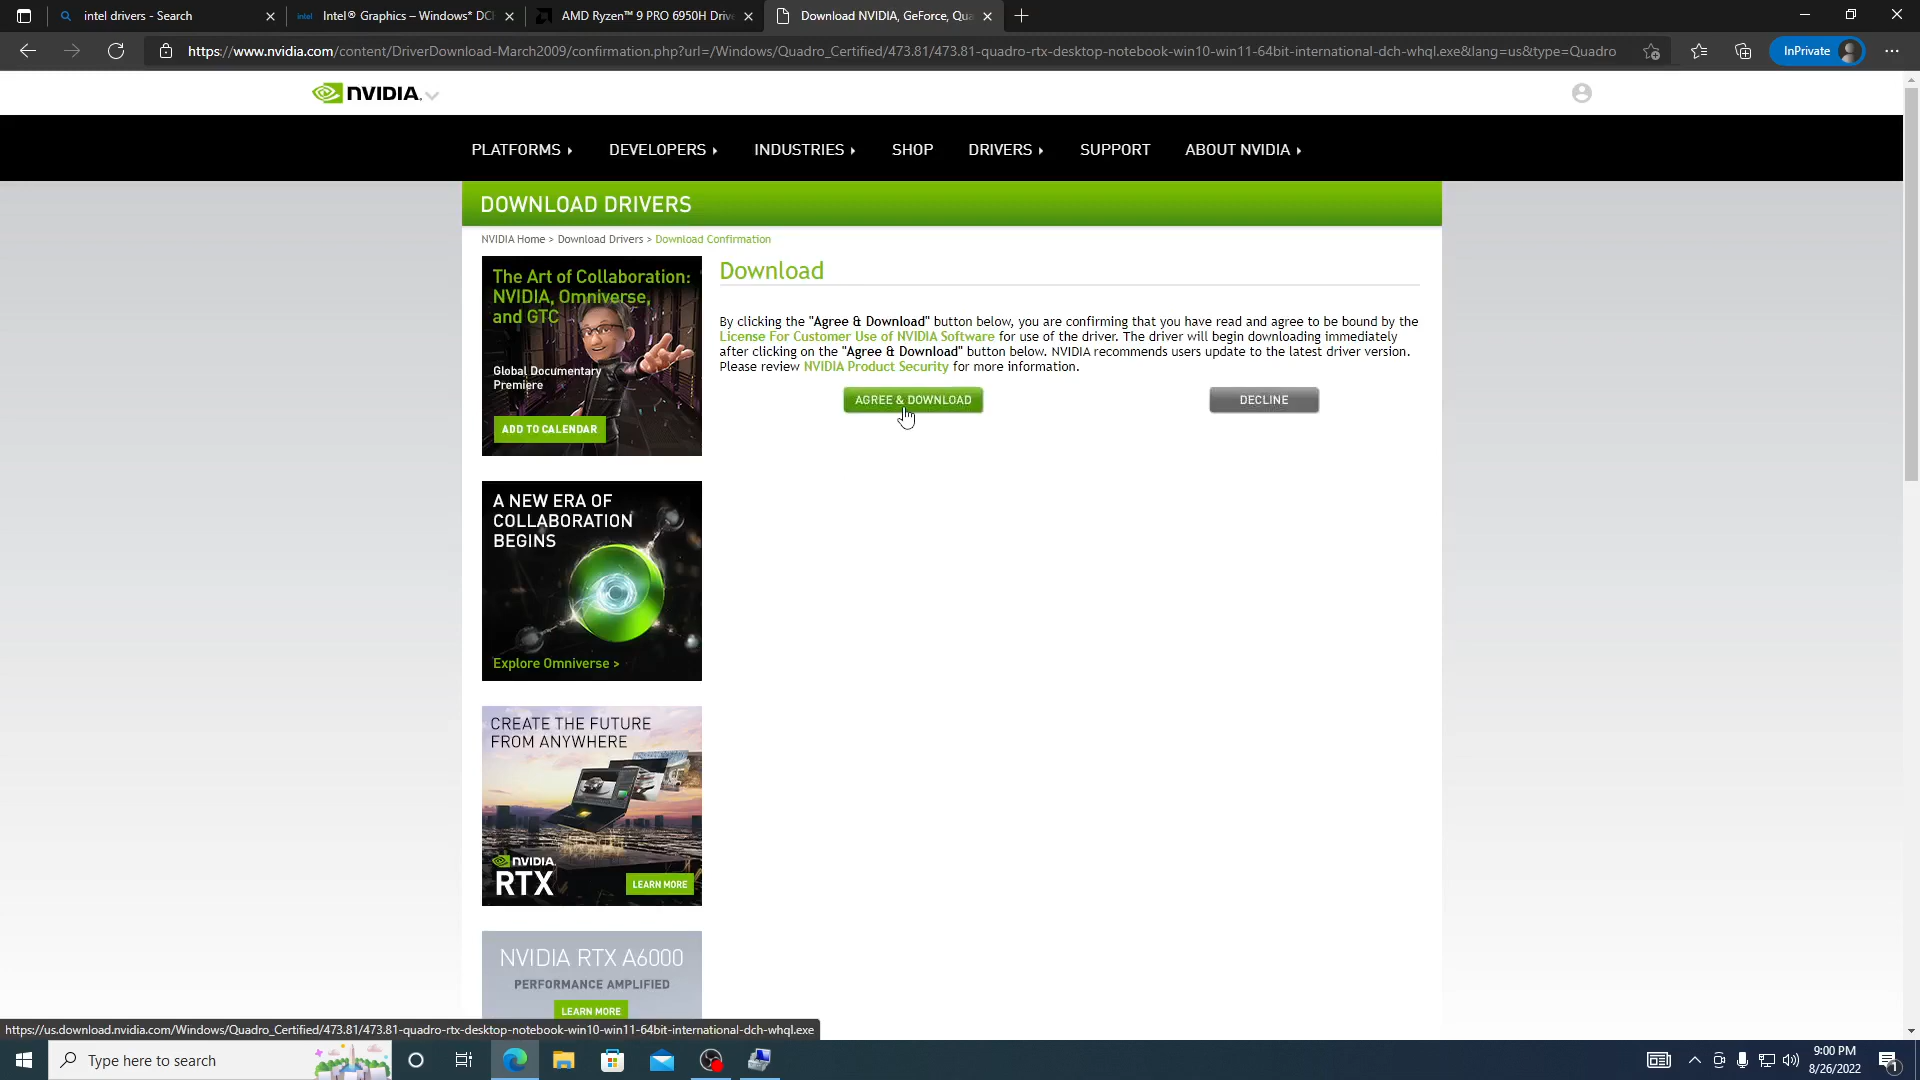 intel drivers - Search
intel
Intel® Graphics – Windows* DC
AMD Ryzen™ 9 PRO 6950H Driv
Download NVIDIA, GeForce, Qua
https://www.nvidia.com/content/DriverDownload-March2009/confirmation.php?url=/Windows/Quadro_Certified/473.81/473.81-quadro-rtx-desktop-notebook-win10-win11-64bit-international-dch-whql.exe&lang=us&type=Quadro
InPrivate
NVIDIA.
PLATFORMS
DEVELOPERS
INDUSTRIES
SHOP
DRIVERS
SUPPORT
ABOUT NVIDIA
DOWNLOAD DRIVERS
NVIDIA Home > Download Drivers > Download Confirmation
The Art of Collaboration:
NVIDIA, Omniverse,
and GTC
Global Documentary
Premiere
ADD TO CALENDAR
Download
By clicking the "Agree & Download" button below, you are confirming that you have read and agree to be bound by the
License For Customer Use of NVIDIA Software for use of the driver. The driver will begin downloading immediately
after clicking on the "Agree & Download" button below. NVIDIA recommends users update to the latest driver version.
Please review NVIDIA Product Security for more information.
AGREE & DOWNLOAD
DECLINE
A NEW ERA OF
COLLABORATION
BEGINS
Explore Omniverse >
CREATE THE FUTURE
FROM ANYWHERE
NVIDIA.
RTX
LEARN MORE
NVIDIA RTX A6000
PERFORMANCE AMPLIFIED
LEARN MORE
https://us.download.nvidia.com/Windows/Quadro_Certified/473.81/473.81-quadro-rtx-desktop-notebook-win10-win11-64bit-international-dch-whql.exe
Type here to search
9:00 PM
8/26/2022
1